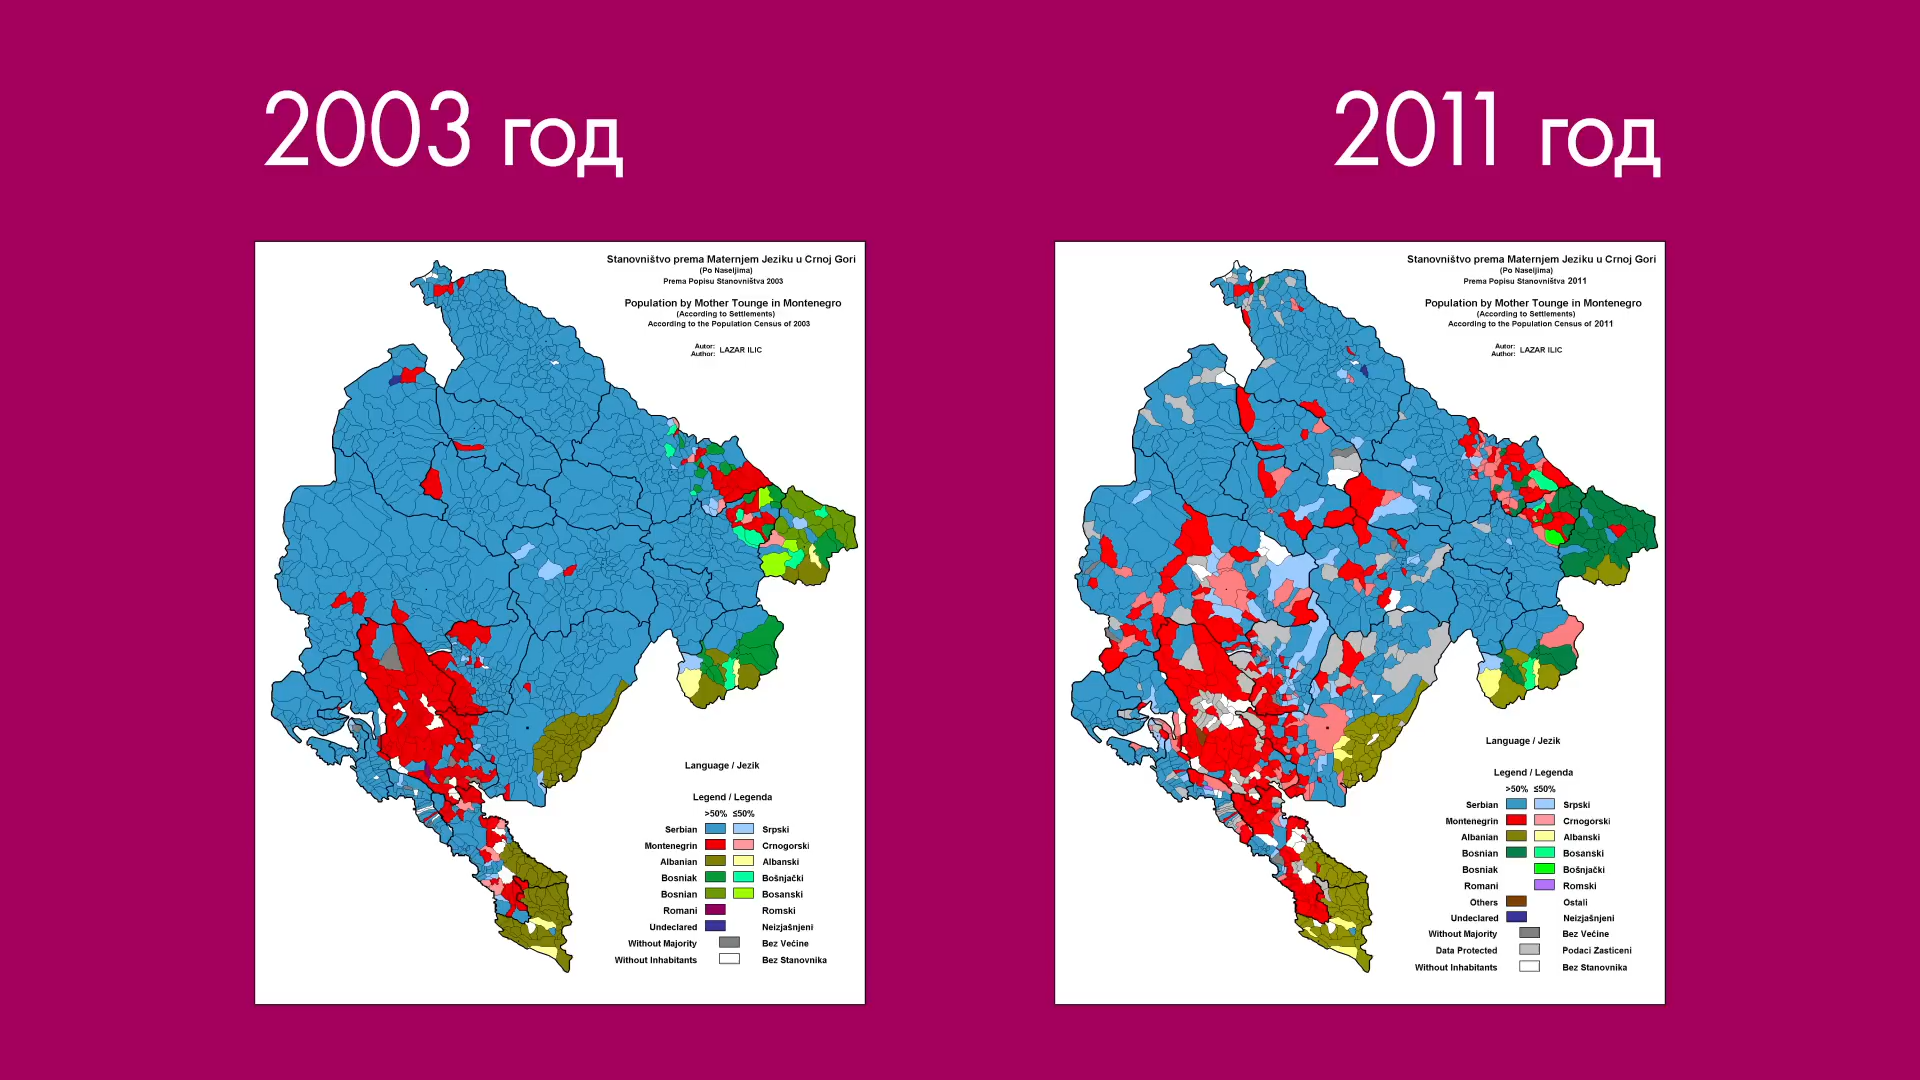 2003 год
2011 год
Stanovništvo prema Maternjem Jeziku u Crnoj Gori
(Po Naseljima)
Prema Popisu Stanovništva 2003
Population by Mother Tounge in Montenegro
(According to Settlements)
According to the Population Census of 2003
Autor:
Author: LAZAR ILIC
Language / Jezik
Legend / Legenda
>50% ≤50%
Serbian Srpski
Montenegrin Crnogorski
Albanian Albanski
Bosniak Bošnjački
Bosnian Bosanski
Romani Romski
Undeclared Neizjašnjeni
Without Majority Bez Većine
Without Inhabitants Bez Stanovnika
Stanovništvo prema Maternjem Jeziku u Crnoj Gori
(Po Naseljima)
Prema Popisu Stanovništva 2011
Population by Mother Tounge in Montenegro
(According to Settlements)
According to the Population Census of 2011
Autor:
Author: LAZAR ILIC
Language / Jezik
Legend / Legenda
>50% ≤50%
Serbian Srpski
Montenegrin Crnogorski
Albanian Albanski
Bosnian Bosanski
Bosniak Bošnjački
Romani Romski
Others Ostali
Undeclared Neizjašnjeni
Without Majority Bez Većine
Data Protected Podaci Zasticeni
Without Inhabitants Bez Stanovnika